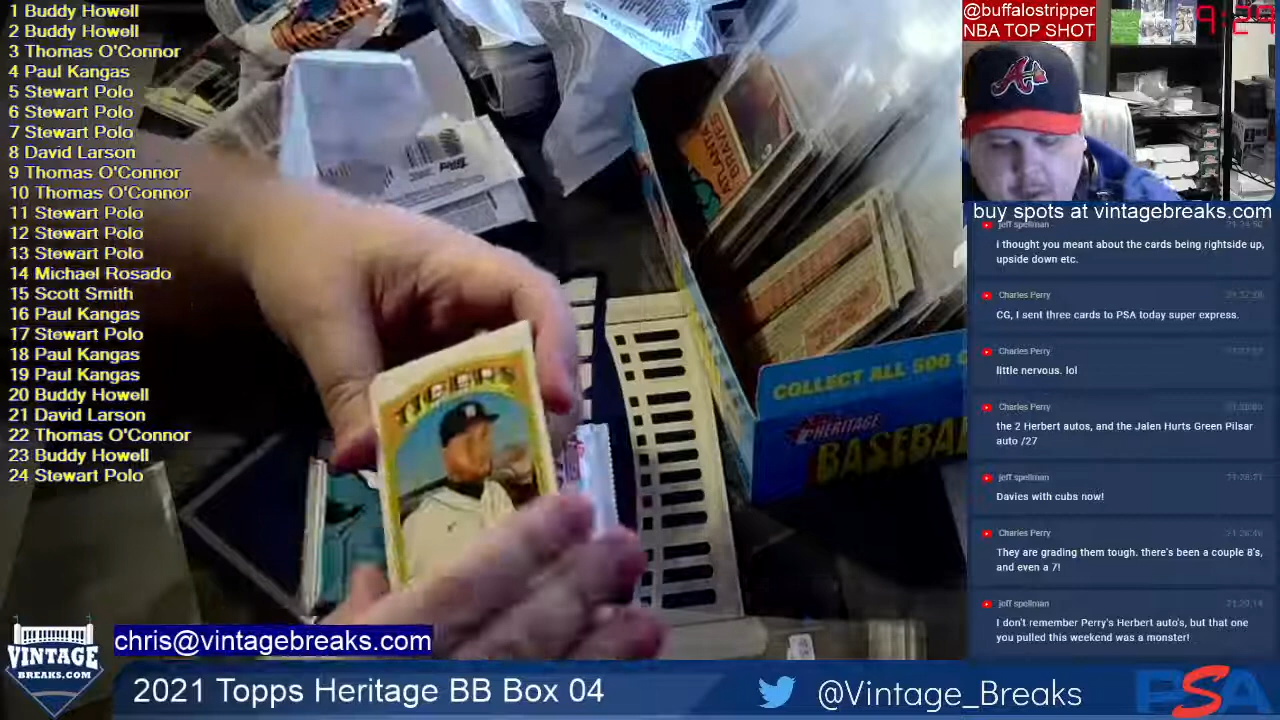 1 Buddy Howell
2 Buddy Howell
3 Thomas O'Connor
4 Paul Kangas
5 Stewart Polo
6 Stewart Polo
7 Stewart Polo
8 David Larson
9 Thomas O'Connor
10 Thomas O'Connor
11 Stewart Polo
12 Stewart Polo
13 Stewart Polo
14 Michael Rosado
15 Scott Smith
16 Paul Kangas
17 Stewart Polo
18 Paul Kangas
19 Paul Kangas
20 Buddy Howell
21 David Larson
22 Thomas O'Connor
23 Buddy Howell
24 Stewart Polo
ATLANTA
BRAVES
TIGERS
COLLECT ALL 500 C
HERITAGE
BASEBAL
@buffalostripper
NBA TOP SHOT
9:29
buy spots at vintagebreaks.com
jeff spellman
i thought you meant about the cards being rightside up,
upside down etc.
Charles Perry
CG, I sent three cards to PSA today super express.
Charles Perry
little nervous. lol
Charles Perry
the 2 Herbert autos, and the Jalen Hurts Green Pilsar
auto /27
jeff spellman
Davies with cubs now!
Charles Perry
They are grading them tough. there's been a couple 8's,
and even a 7!
jeff spellman
I don't remember Perry's Herbert auto's, but that one
you pulled this weekend was a monster!
VINTAGE
BREAKS.COM
chris@vintagebreaks.com
2021 Topps Heritage BB Box 04
@Vintage_Breaks
PSA